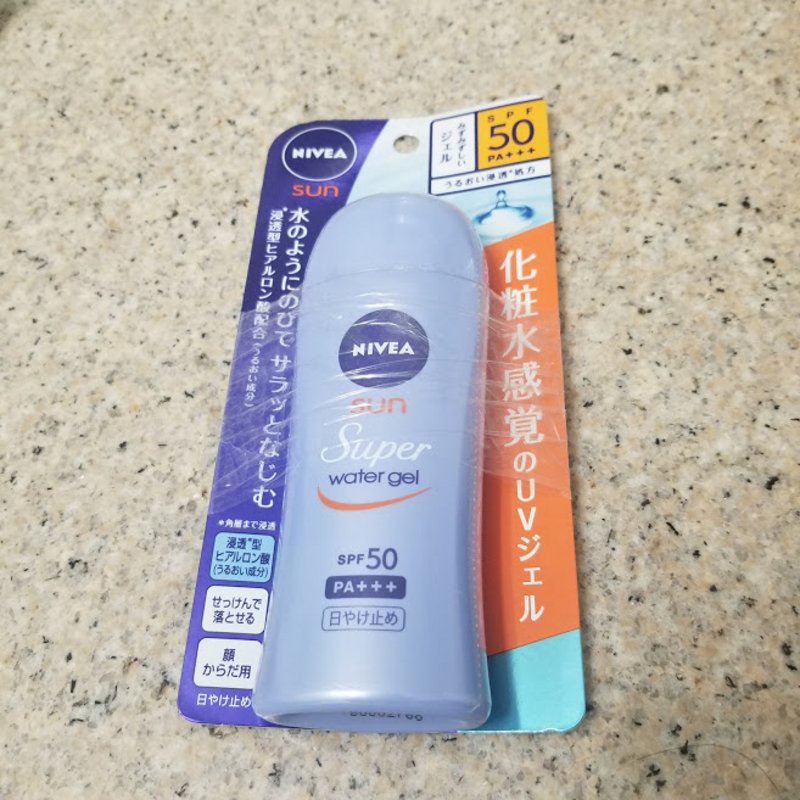 NIVEA
sun
みずみずしい
ジェル
SPF
50
PA+++
うるおい浸透*処方
水のようにのびて サラッとなじむ
*浸透型ヒアルロン酸配合(うるおい成分)
化粧水感覚のUVジェル
NIVEA
sun
Super
water gel
SPF50
PA+++
日やけ止め
*角層まで浸透
浸透*型
ヒアルロン酸
(うるおい成分)
せっけんで
落とせる
顔
からだ用
日やけ止め